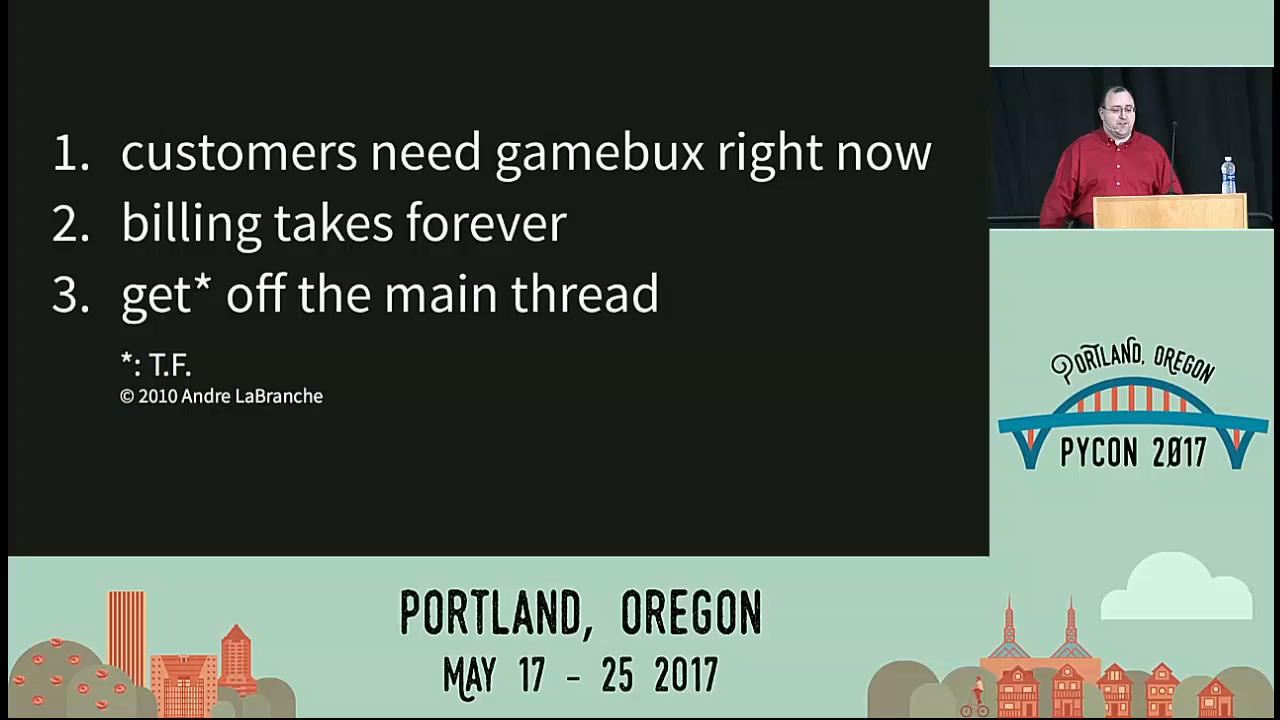 1. customers need gamebux right now
2. billing takes forever
3. get* off the main thread
*: T.F.
© 2010 Andre LaBranche
PORTLAND, OREGON
PYCON 2017
PORTLAND, OREGON
MAY 17 - 25 2017